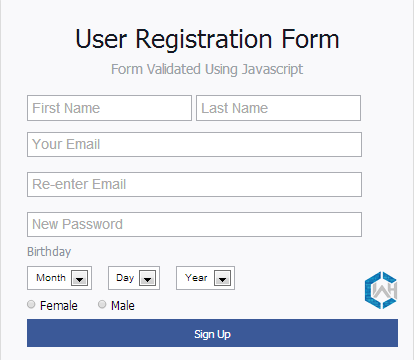 User Registration Form
Form Validated Using Javascript
First Name Last Name
Your Email
Re-enter Email
New Password
Birthday
Month Day Year
Female Male
Sign Up